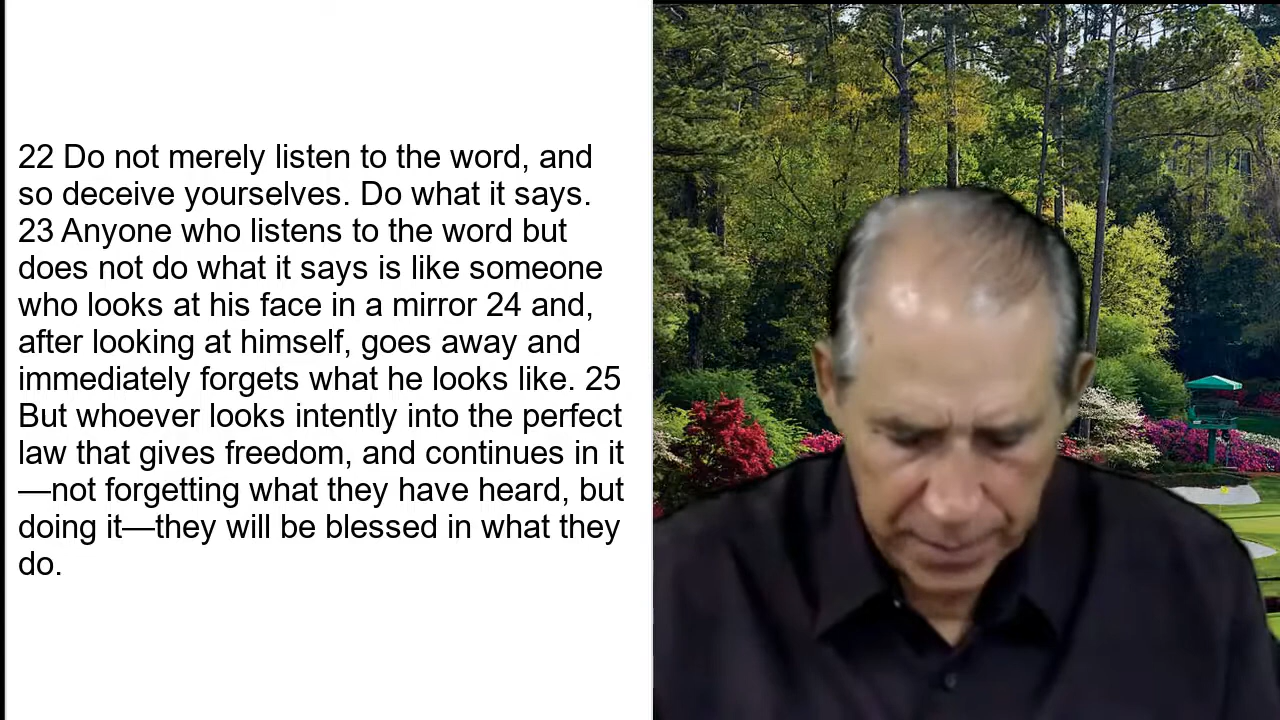 22 Do not merely listen to the word, and
so deceive yourselves. Do what it says.
23 Anyone who listens to the word but
does not do what it says is like someone
who looks at his face in a mirror 24 and,
after looking at himself, goes away and
immediately forgets what he looks like. 25
But whoever looks intently into the perfect
law that gives freedom, and continues in it
—not forgetting what they have heard, but
doing it—they will be blessed in what they
do.